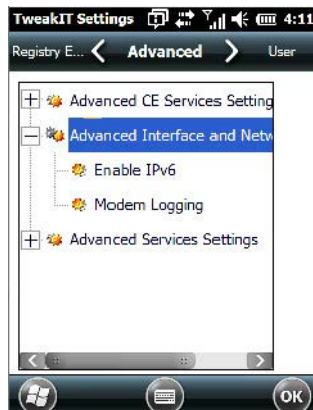 TweakIT Settings 4:11
Registry E... Advanced User
Advanced CE Services Setting
Advanced Interface and Netw
Enable IPv6
Modem Logging
Advanced Services Settings
OK